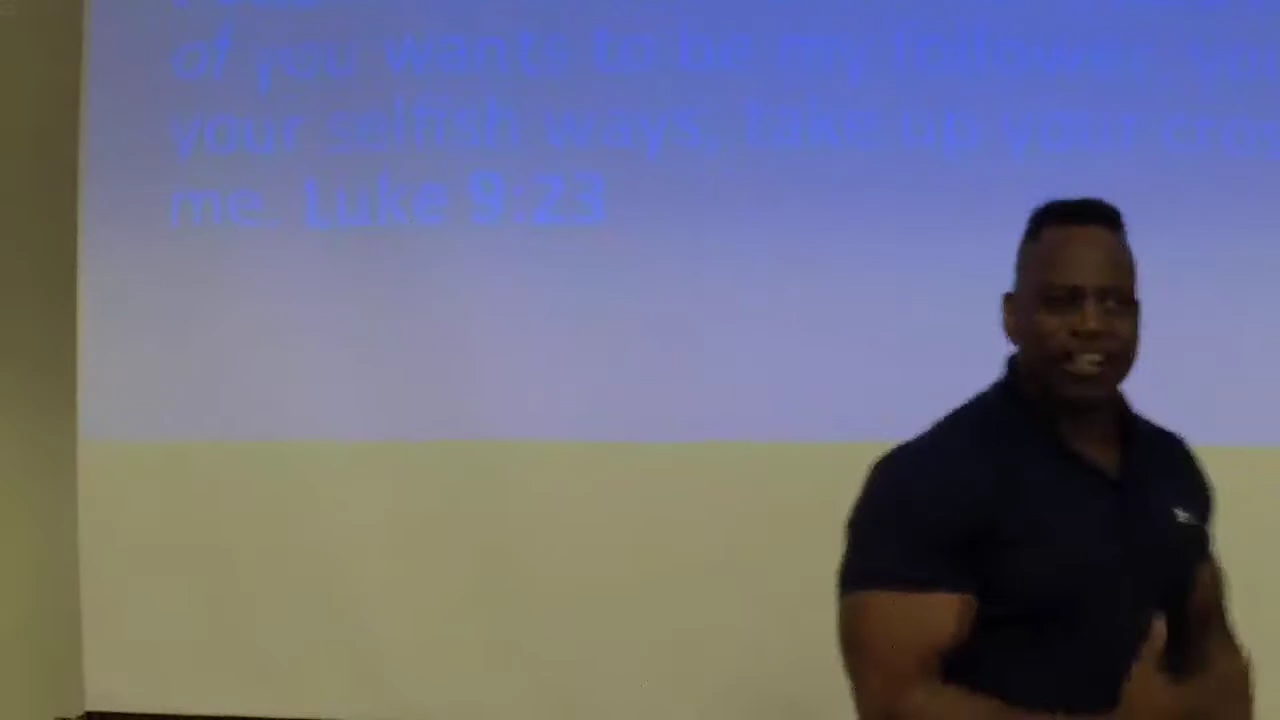 of you wants to be my follower, you
your selfish ways, take up your cros
me. Luke 9:23